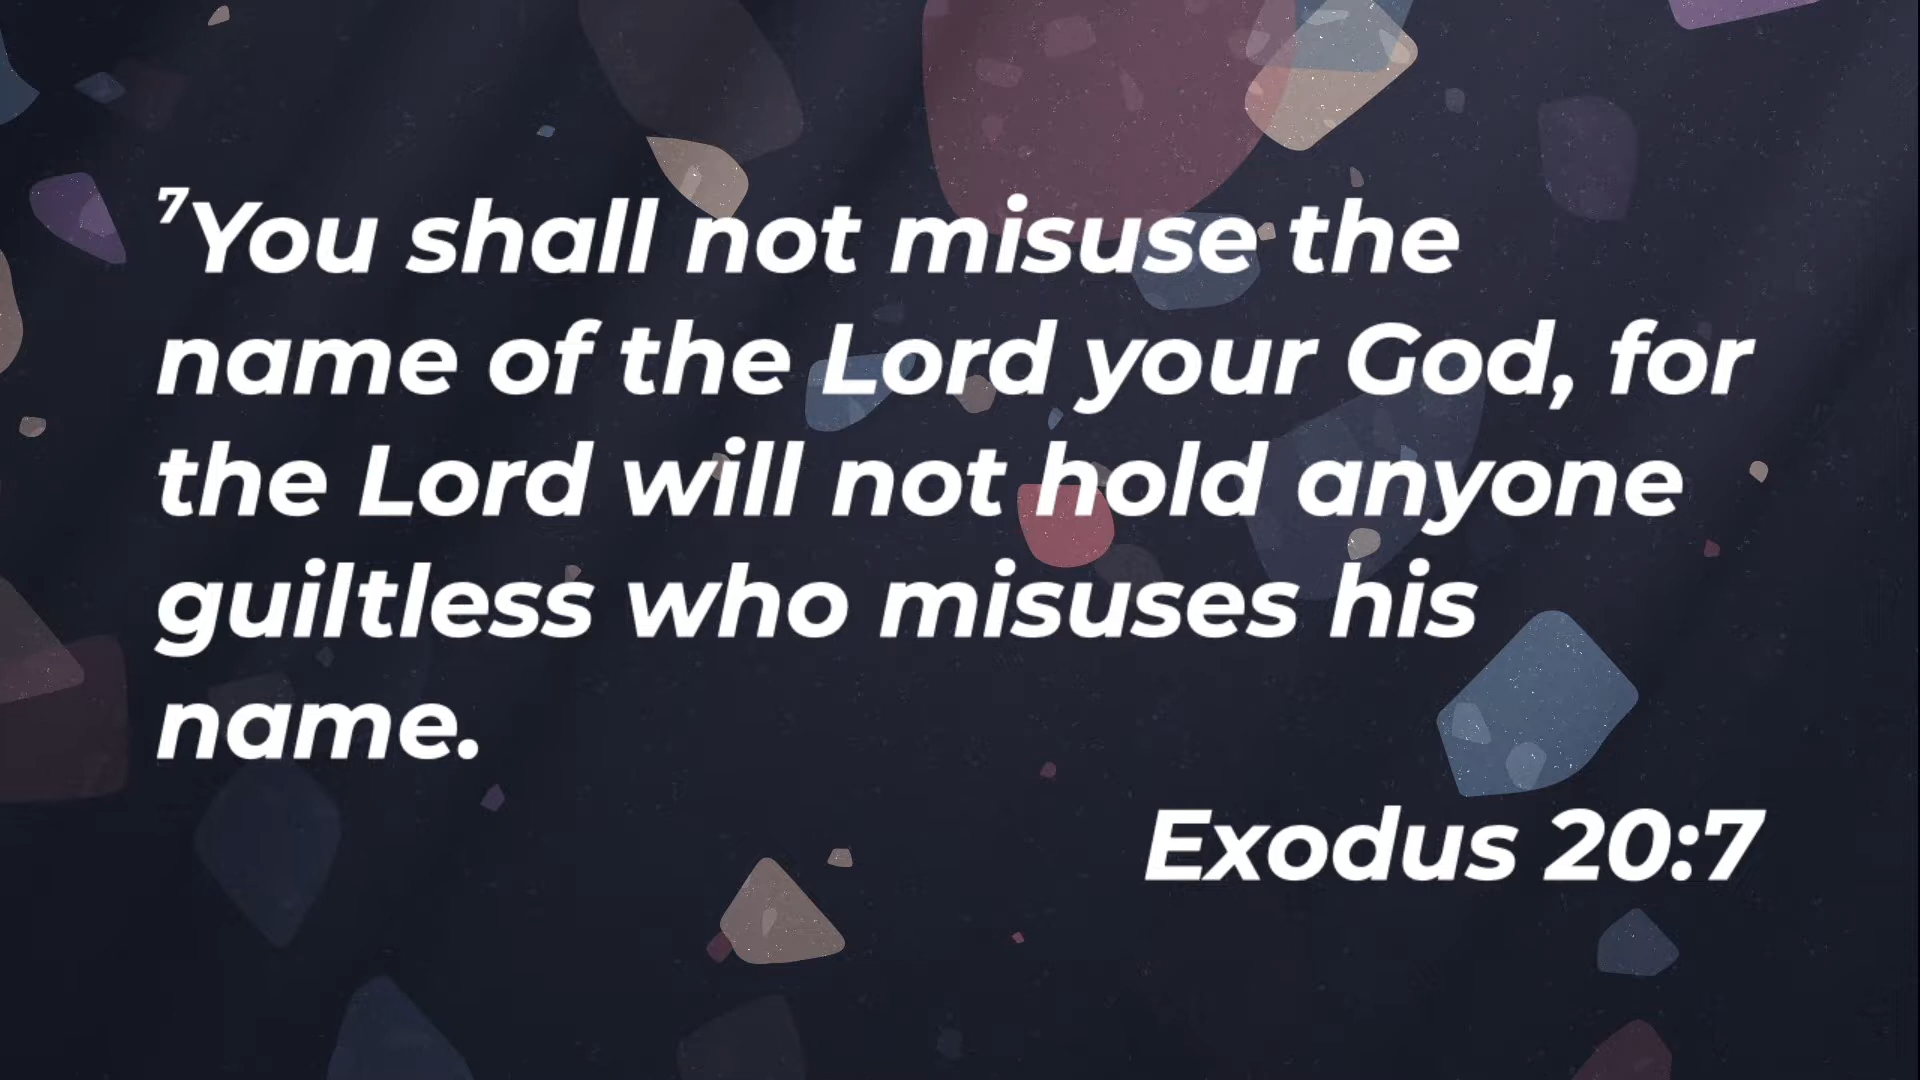 ⁷You shall not misuse the
name of the Lord your God, for
the Lord will not hold anyone
guiltless who misuses his
name.
Exodus 20:7